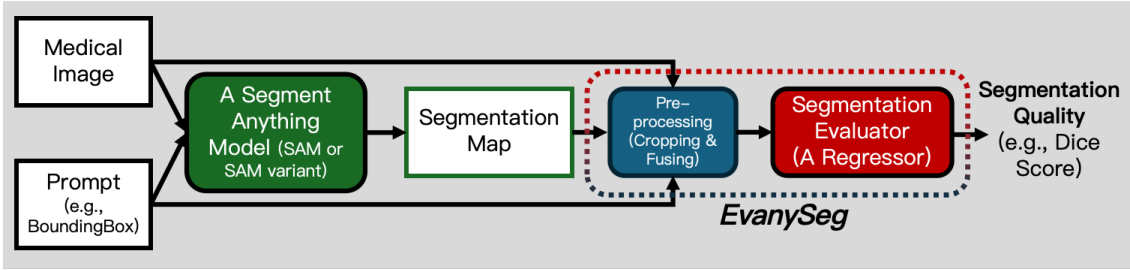 Medical
Image
Prompt
(e.g.,
BoundingBox)
A Segment
Anything
Model (SAM or
SAM variant)
Segmentation
Map
Pre-
processing
(Cropping &
Fusing)
Segmentation
Evaluator
(A Regressor)
EvanySeg
Segmentation
Quality
(e.g., Dice
Score)